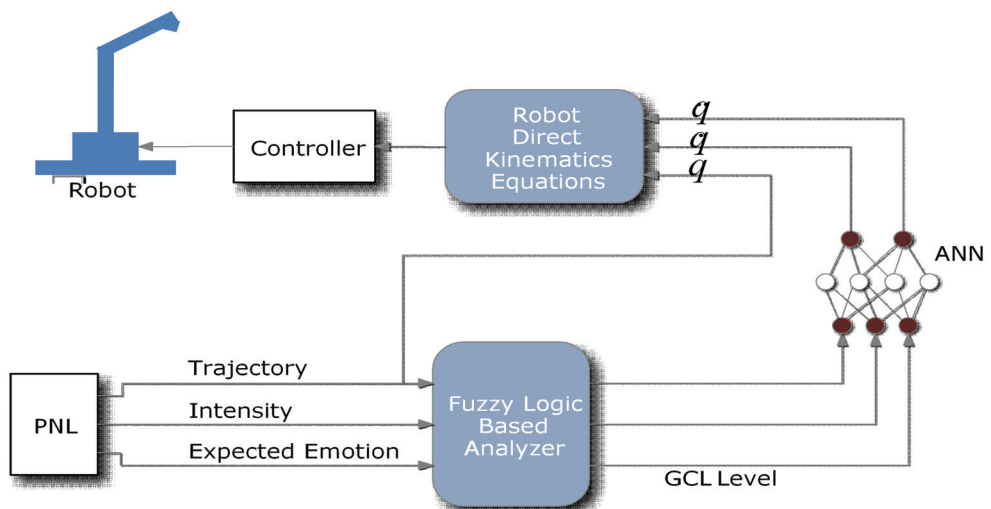 Robot
Controller
Robot
Direct
Kinematics
Equations
q
q
q
ANN
PNL
Trajectory
Intensity
Expected Emotion
Fuzzy Logic
Based
Analyzer
GCL Level